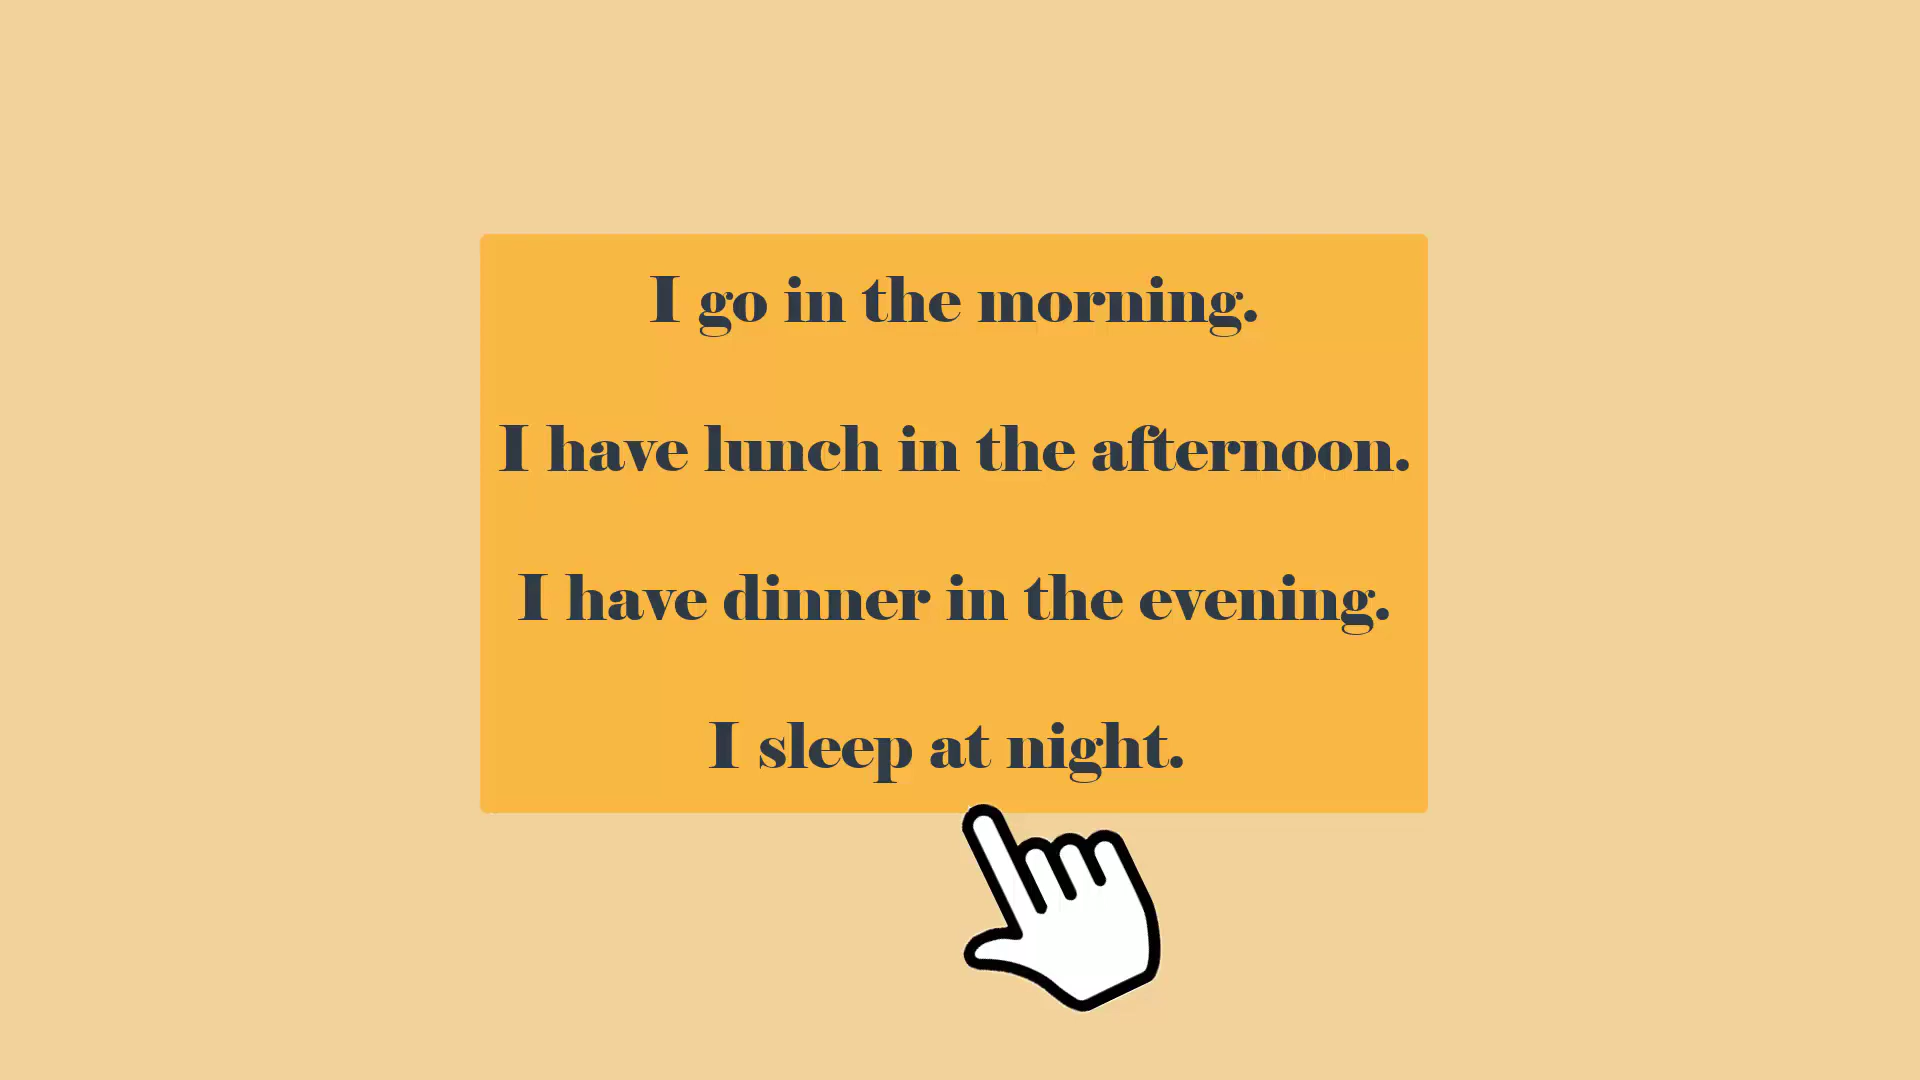 I go in the morning.
I have lunch in the afternoon.
I have dinner in the evening.
I sleep at night.